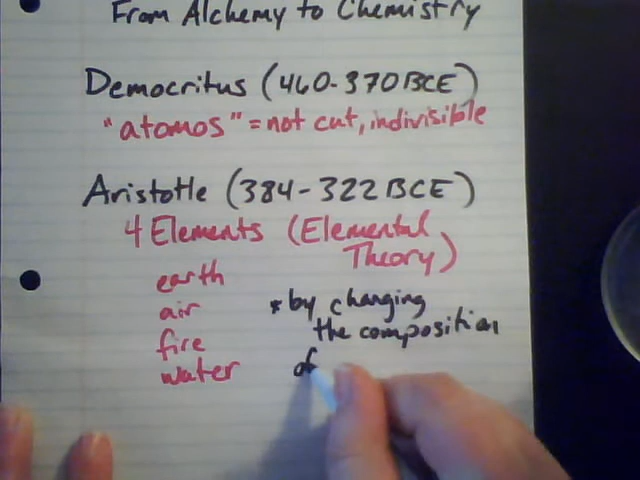 From Alchemy to Chemistry
Democritus (460-370 BCE)
"atomos" = not cut, indivisible
Aristotle (384-322 BCE)
4 Elements (Elemental
Theory)
earth
air
fire
water
* by changing
the composition
of